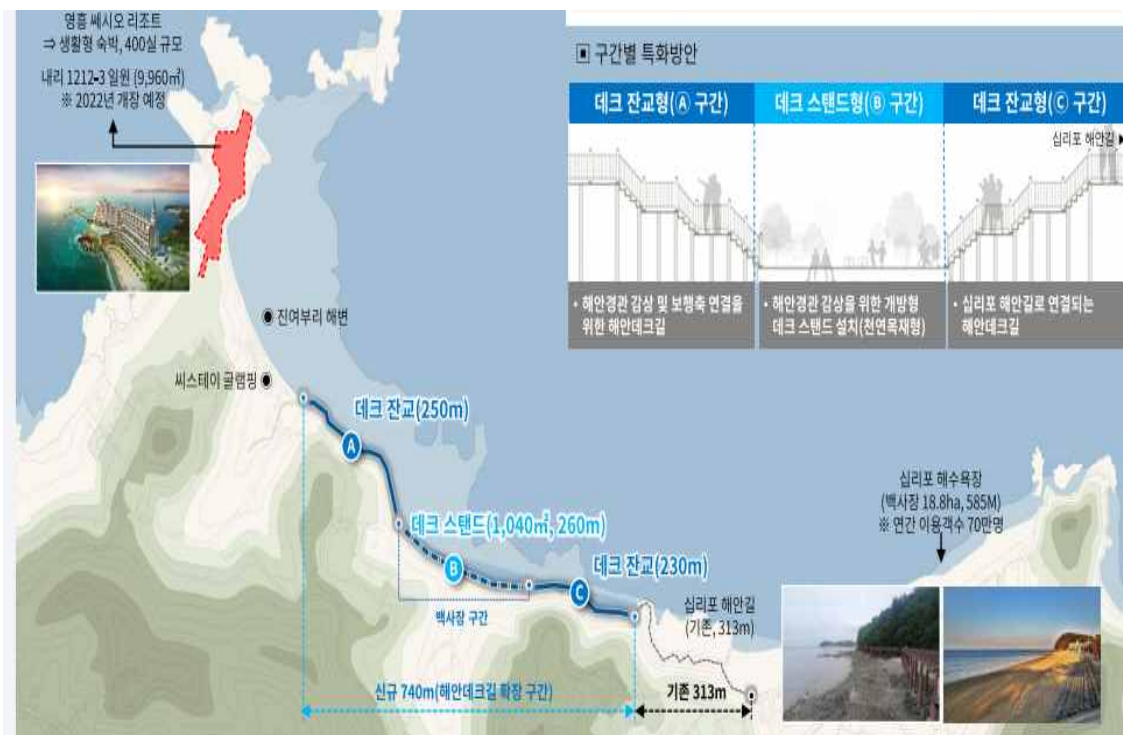 영흥 쎄시오 리조트
⇒ 생활형 숙박, 400실 규모
내리 1212-3 일원 (9,960㎡)
※ 2022년 개장 예정
▣ 구간별 특화방안
데크 잔교형(Ⓐ 구간)
데크 스탠드형(Ⓑ 구간)
데크 잔교형(Ⓒ 구간)
십리포 해안길 ▶
• 해안경관 감상 및 보행축 연결을
위한 해안데크길
• 해안경관 감상을 위한 개방형
데크 스탠드 설치(천연목재형)
• 십리포 해안길로 연결되는
해안데크길
진여부리 해변
씨스테이 글램핑
데크 잔교(250m)
A
데크 스탠드(1,040㎡, 260m)
B
데크 잔교(230m)
C
백사장 구간
십리포 해안길
(기존, 313m)
신규 740m(해안데크길 확장 구간)
기존 313m
십리포 해수욕장
(백사장 18.8ha, 585M)
※ 연간 이용객수 70만명